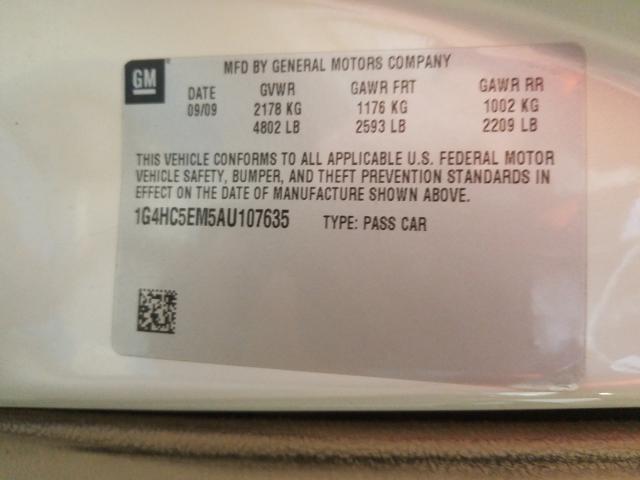 GM
MFD BY GENERAL MOTORS COMPANY
DATE GVWR GAWR FRT GAWR RR
09/09 2178 KG 1176 KG 1002 KG
4802 LB 2593 LB 2209 LB
THIS VEHICLE CONFORMS TO ALL APPLICABLE U.S. FEDERAL MOTOR
VEHICLE SAFETY, BUMPER, AND THEFT PREVENTION STANDARDS IN
EFFECT ON THE DATE OF MANUFACTURE SHOWN ABOVE.
1G4HC5EM5AU107635 TYPE: PASS CAR